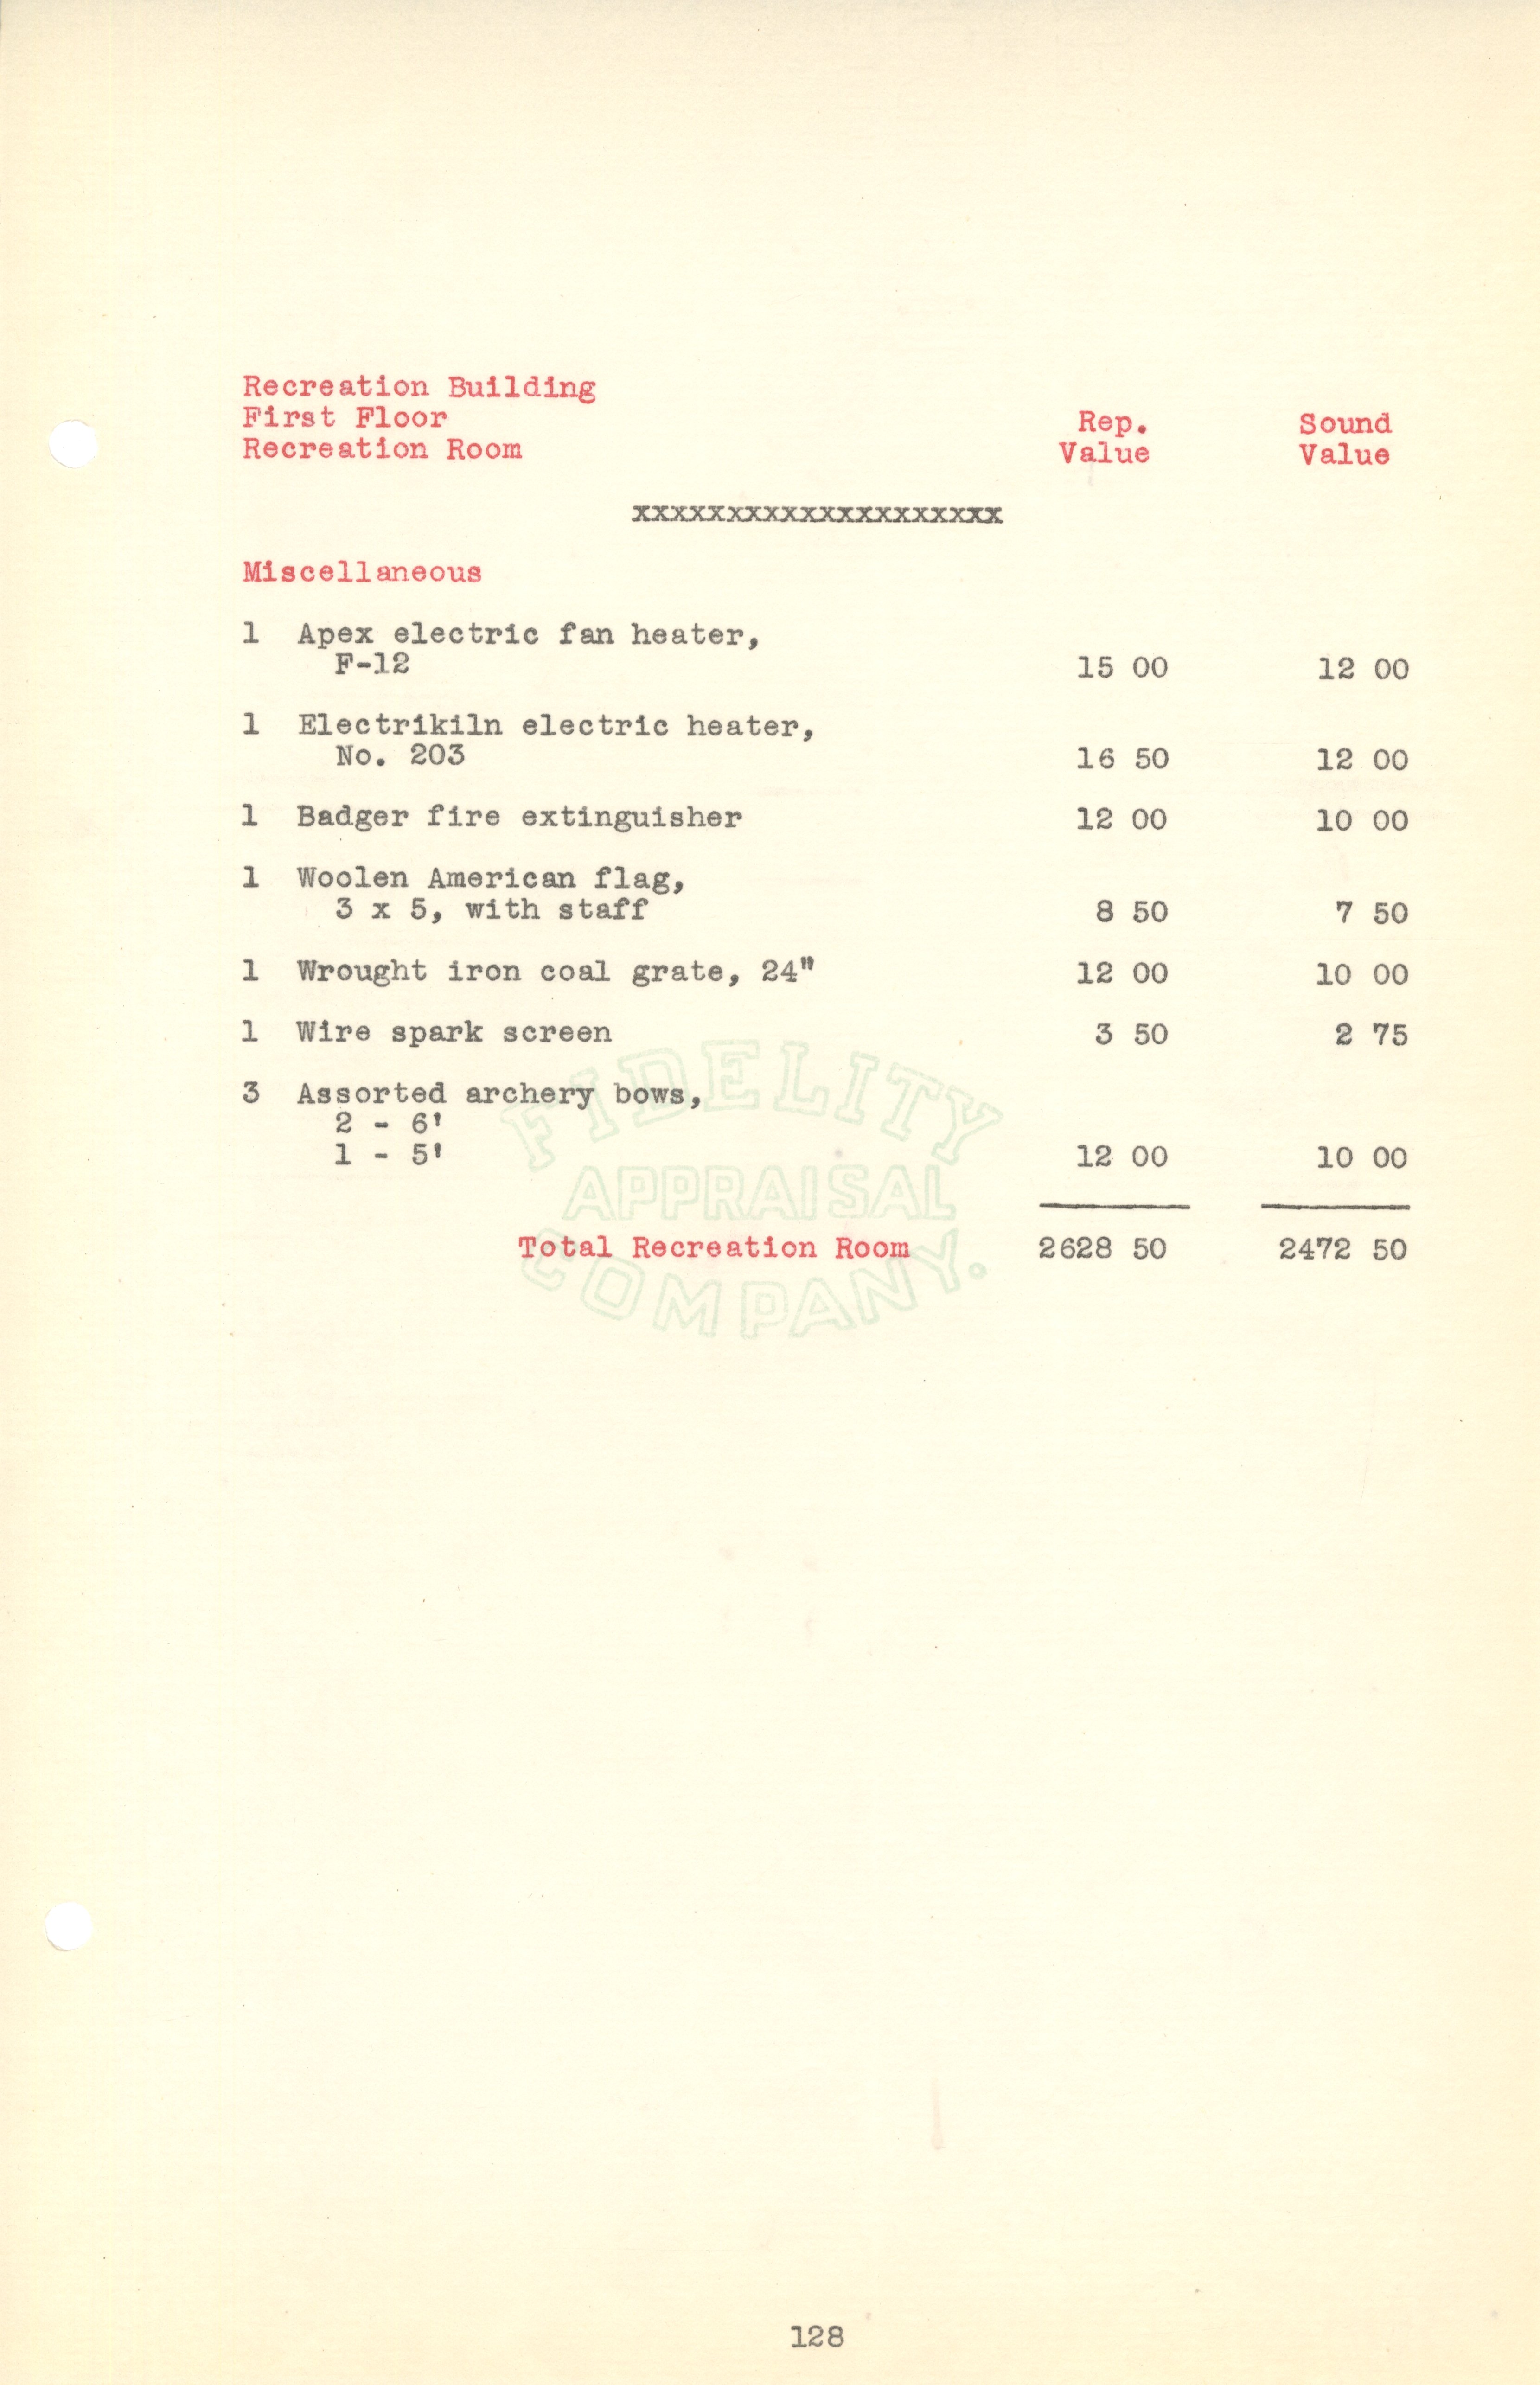 Recreation Building
First Floor
Recreation Room
Rep. Value
Sound Value
xxxxxxxxxxxxxxxxxxxx
Miscellaneous
1 Apex electric fan heater,
F-12 15 00 12 00
1 Electrikiln electric heater,
No. 203 16 50 12 00
1 Badger fire extinguisher 12 00 10 00
1 Woolen American flag,
3 x 5, with staff 8 50 7 50
1 Wrought iron coal grate, 24" 12 00 10 00
1 Wire spark screen 3 50 2 75
3 Assorted archery bows,
2 - 6'
1 - 5' 12 00 10 00
Total Recreation Room 2628 50 2472 50
FIDELITY
APPRAISAL
COMPANY.
128